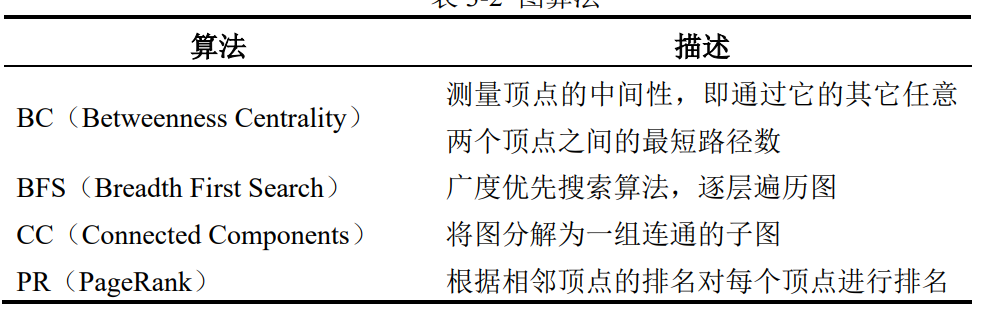 表 3-2 图算法
算法 描述
BC（Betweenness Centrality） 测量顶点的中间性，即通过它的其它任意
两个顶点之间的最短路径数
BFS（Breadth First Search） 广度优先搜索算法，逐层遍历图
CC（Connected Components） 将图分解为一组连通的子图
PR（PageRank） 根据相邻顶点的排名对每个顶点进行排名